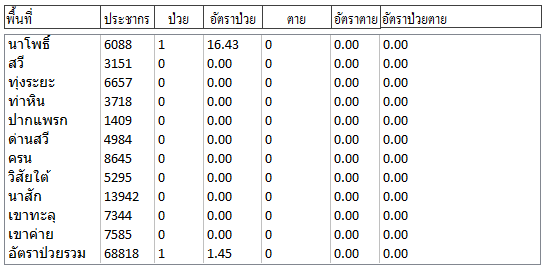 พื้นที่ ประชากร ป่วย อัตราป่วย ตาย อัตราตาย อัตราป่วยตาย
นาโพธิ์ 6088 1 16.43 0 0.00 0.00
สวี 3151 0 0.00 0 0.00 0.00
ทุ่งระยะ 6657 0 0.00 0 0.00 0.00
ท่าหิน 3718 0 0.00 0 0.00 0.00
ปากแพรก 1409 0 0.00 0 0.00 0.00
ด่านสวี 4984 0 0.00 0 0.00 0.00
ครน 8645 0 0.00 0 0.00 0.00
วิสัยใต้ 5295 0 0.00 0 0.00 0.00
นาสัก 13942 0 0.00 0 0.00 0.00
เขาทะลุ 7344 0 0.00 0 0.00 0.00
เขาค่าย 7585 0 0.00 0 0.00 0.00
อัตราป่วยรวม 68818 1 1.45 0 0.00 0.00